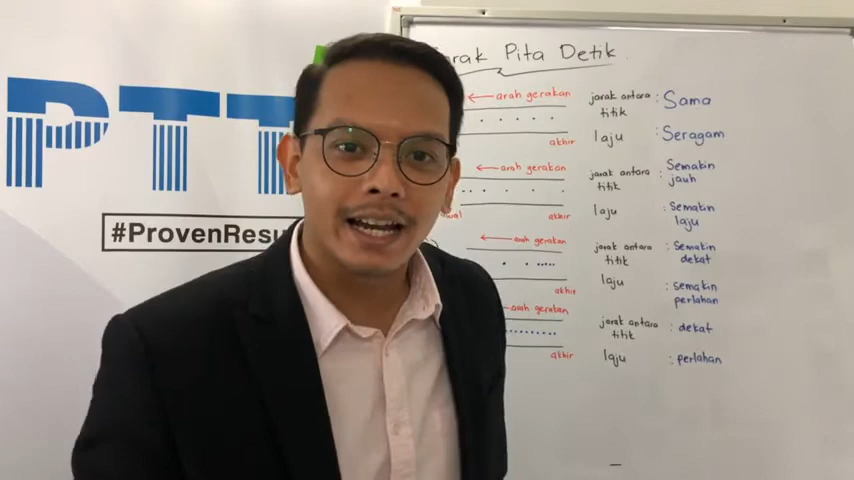 PTT
#ProvenResu
Pita Detik
arah gerakan
jarak antara titik : Sama
akhir
laju : Seragam
arah gerakan
jarak antara titik : Semakin jauh
akhir
laju : Semakin laju
arah gerakan
jarak antara titik : Semakin dekat
akhir
laju : semakin perlahan
arah gerakan
jarak antara titik : dekat
akhir
laju : perlahan